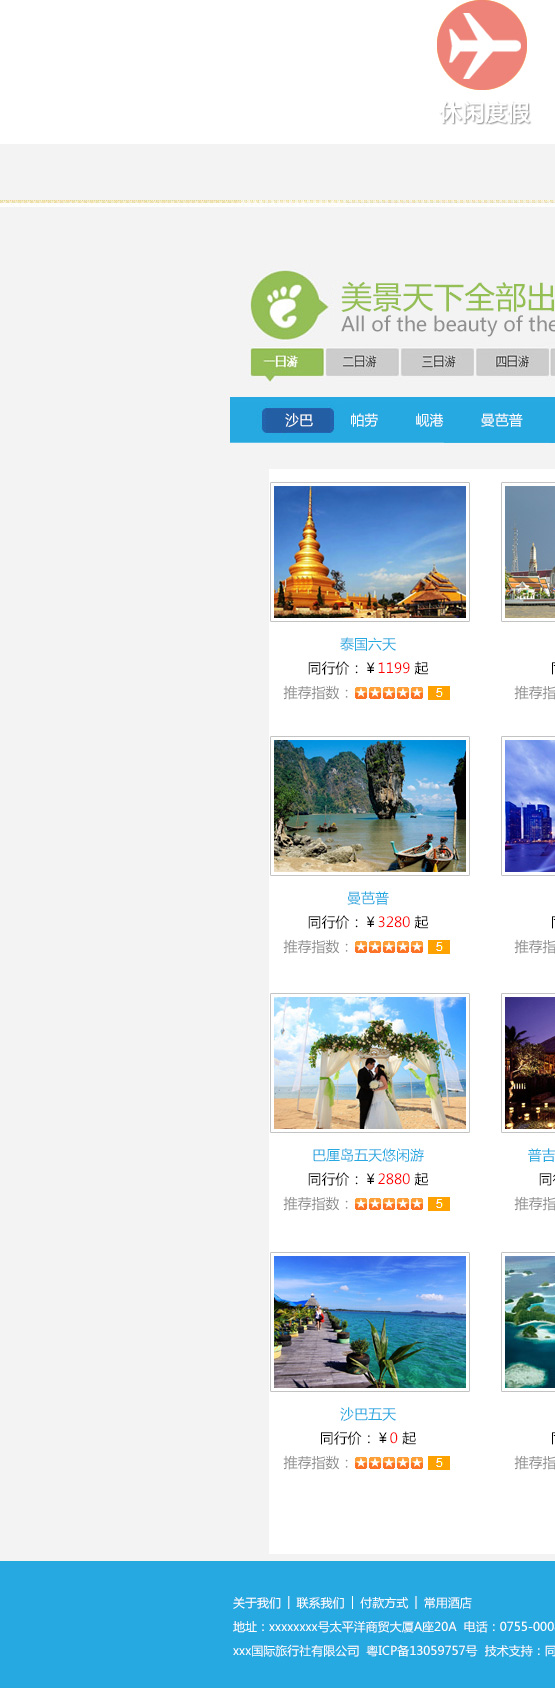 休闲度假
美景天下全部出
All of the beauty of the
一日游 二日游 三日游 四日游
沙巴 帕劳 岘港 曼芭普
泰国六天
同行价：¥1199 起
推荐指数： 5 推荐指
曼芭普
同行价：¥3280 起
推荐指数： 5 推荐指
巴厘岛五天悠闲游 普吉
同行价：¥2880 起 同行
推荐指数： 5 推荐指
沙巴五天
同行价：¥0 起
推荐指数： 5 推荐指
关于我们 | 联系我们 | 付款方式 | 常用酒店
地址：xxxxxxxx号太平洋商贸大厦A座20A 电话：0755-000
xxx国际旅行社有限公司 粤ICP备13059757号 技术支持：同